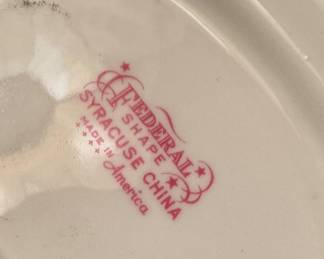 FEDERAL
SHAPE
SYRACUSE CHINA
MADE IN
America